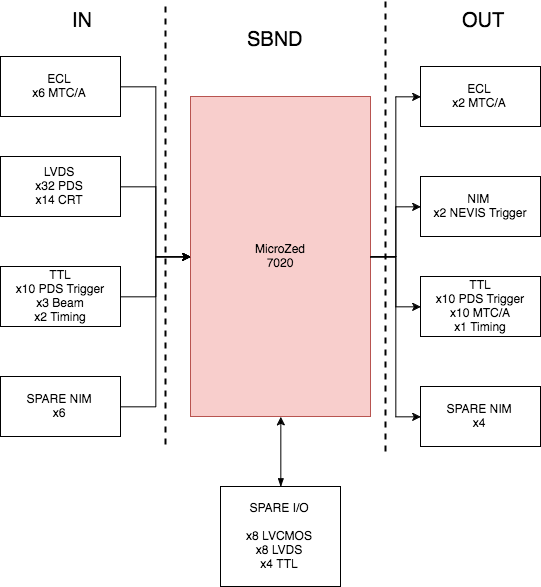 IN
SBND
OUT
ECL
x6 MTC/A
LVDS
x32 PDS
x14 CRT
TTL
x10 PDS Trigger
x3 Beam
x2 Timing
SPARE NIM
x6
MicroZed
7020
ECL
x2 MTC/A
NIM
x2 NEVIS Trigger
TTL
x10 PDS Trigger
x10 MTC/A
x1 Timing
SPARE NIM
x4
SPARE I/O
x8 LVCMOS
x8 LVDS
x4 TTL